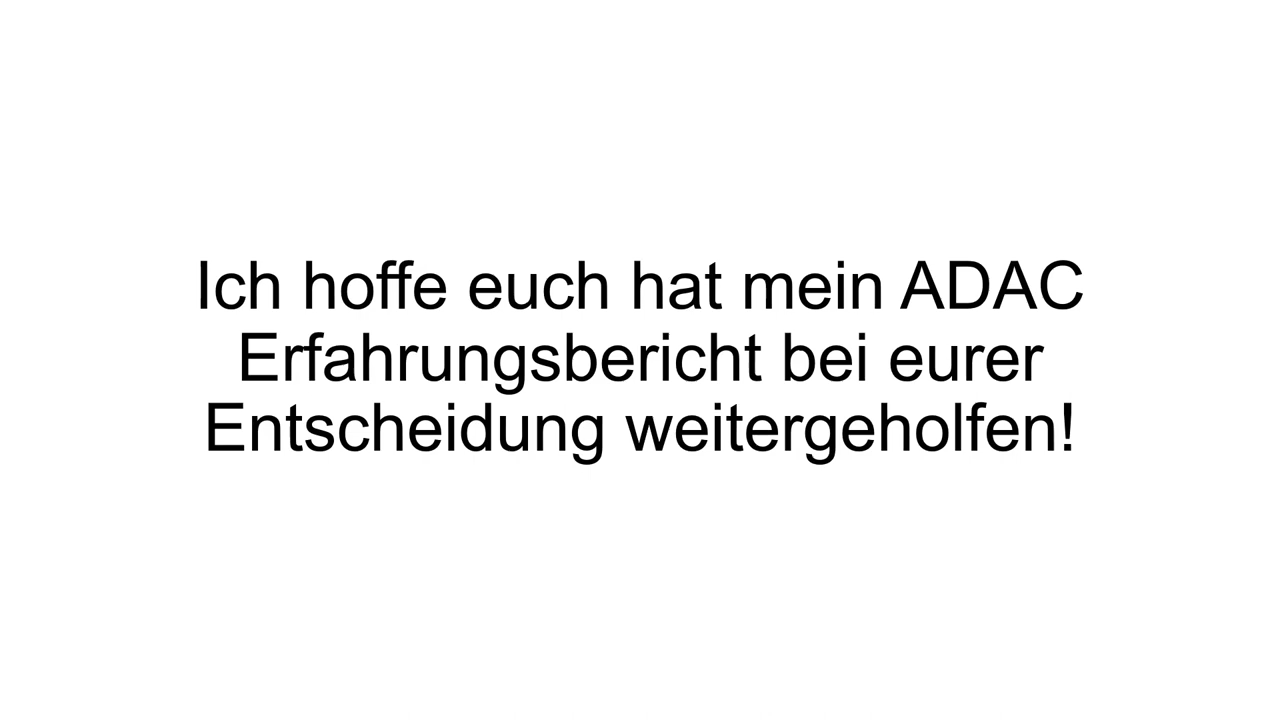 Ich hoffe euch hat mein ADAC
Erfahrungsbericht bei eurer
Entscheidung weitergeholfen!